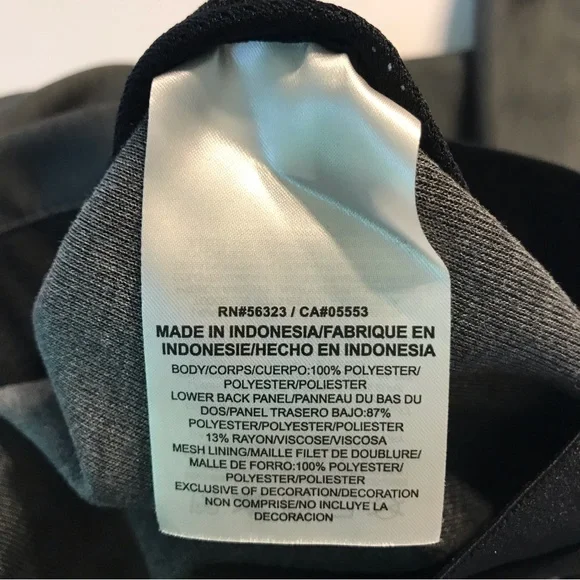 RN#56323 / CA#05553
MADE IN INDONESIA/FABRIQUE EN
INDONESIE/HECHO EN INDONESIA
BODY/CORPS/CUERPO:100% POLYESTER/
POLYESTER/POLIESTER
LOWER BACK PANEL/PANNEAU DU BAS DU
DOS/PANEL TRASERO BAJO:87%
POLYESTER/POLYESTER/POLIESTER
13% RAYON/VISCOSE/VISCOSA
MESH LINING/MAILLE FILET DE DOUBLURE/
MALLE DE FORRO:100% POLYESTER/
POLYESTER/POLIESTER
EXCLUSIVE OF DECORATION/DECORATION
NON COMPRISE/NO INCLUYE LA
DECORACION